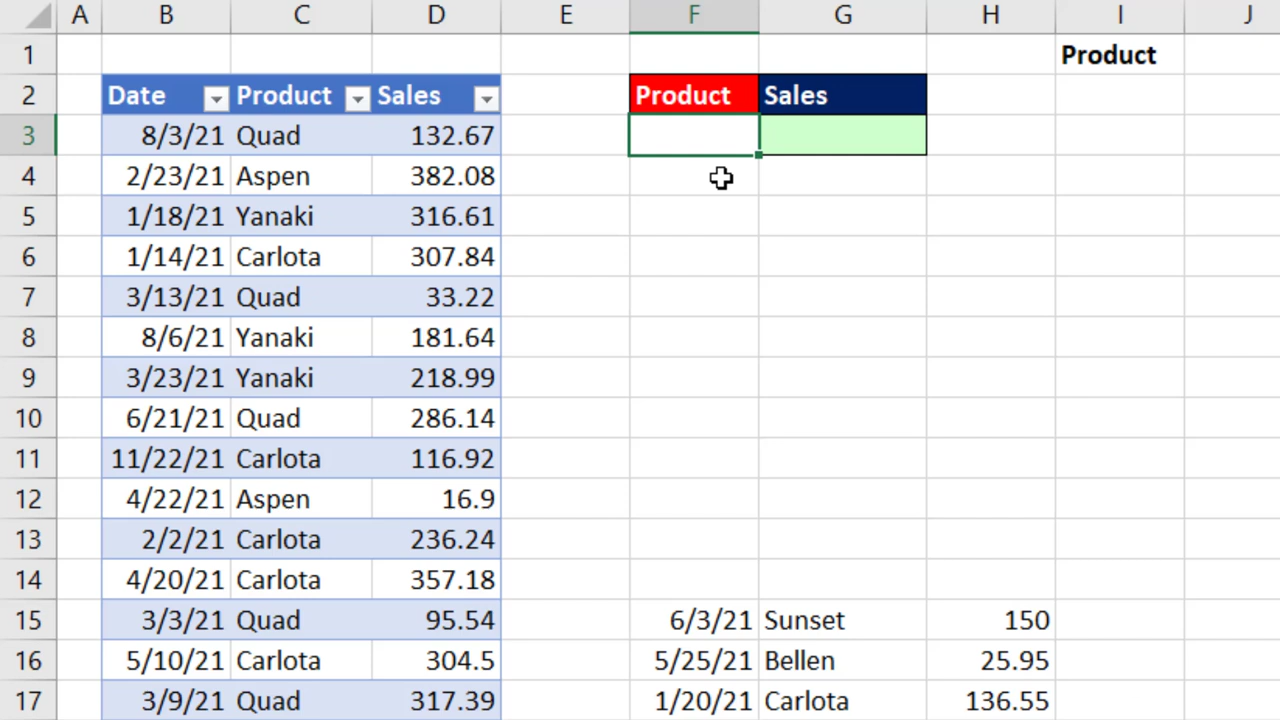 A B C D E F G H I J
1 Product
2 Date Product Sales Product Sales
3 8/3/21 Quad 132.67
4 2/23/21 Aspen 382.08
5 1/18/21 Yanaki 316.61
6 1/14/21 Carlota 307.84
7 3/13/21 Quad 33.22
8 8/6/21 Yanaki 181.64
9 3/23/21 Yanaki 218.99
10 6/21/21 Quad 286.14
11 11/22/21 Carlota 116.92
12 4/22/21 Aspen 16.9
13 2/2/21 Carlota 236.24
14 4/20/21 Carlota 357.18
15 3/3/21 Quad 95.54 6/3/21 Sunset 150
16 5/10/21 Carlota 304.5 5/25/21 Bellen 25.95
17 3/9/21 Quad 317.39 1/20/21 Carlota 136.55